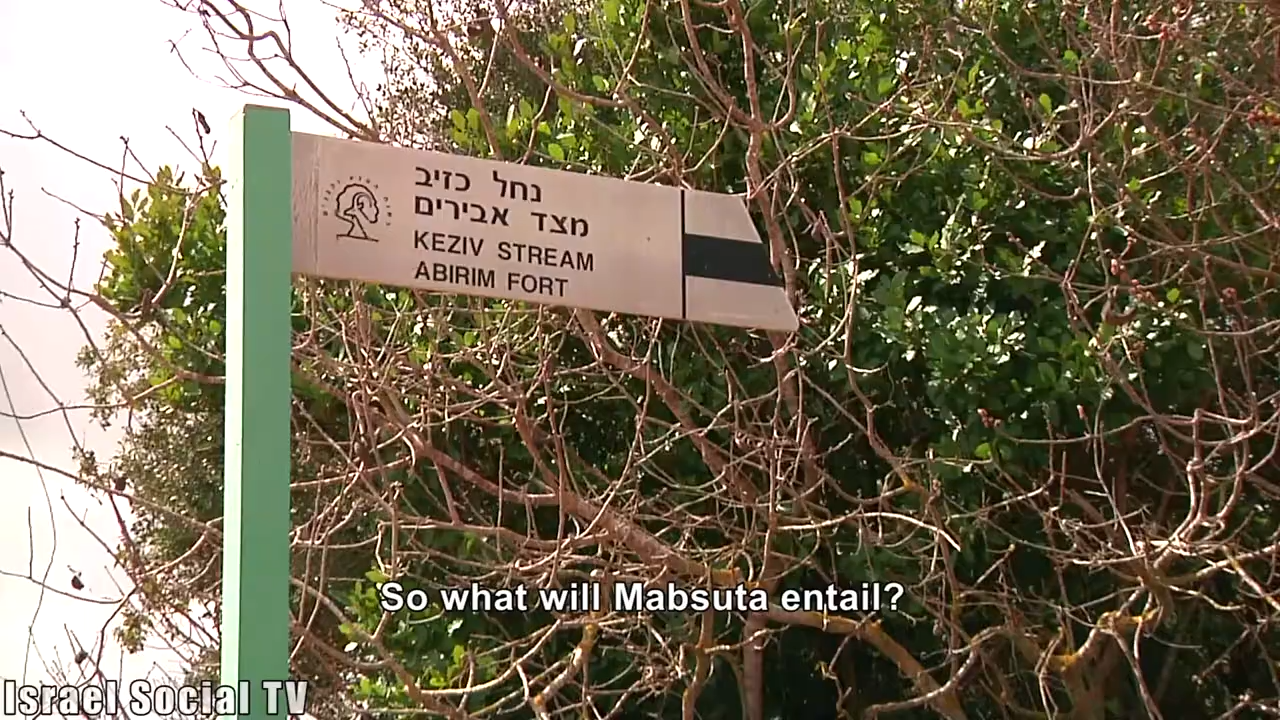 נחל כזיב
מצד אבירים
KEZIV STREAM
ABIRIM FORT
So what will Mabsuta entail?
Israel Social TV